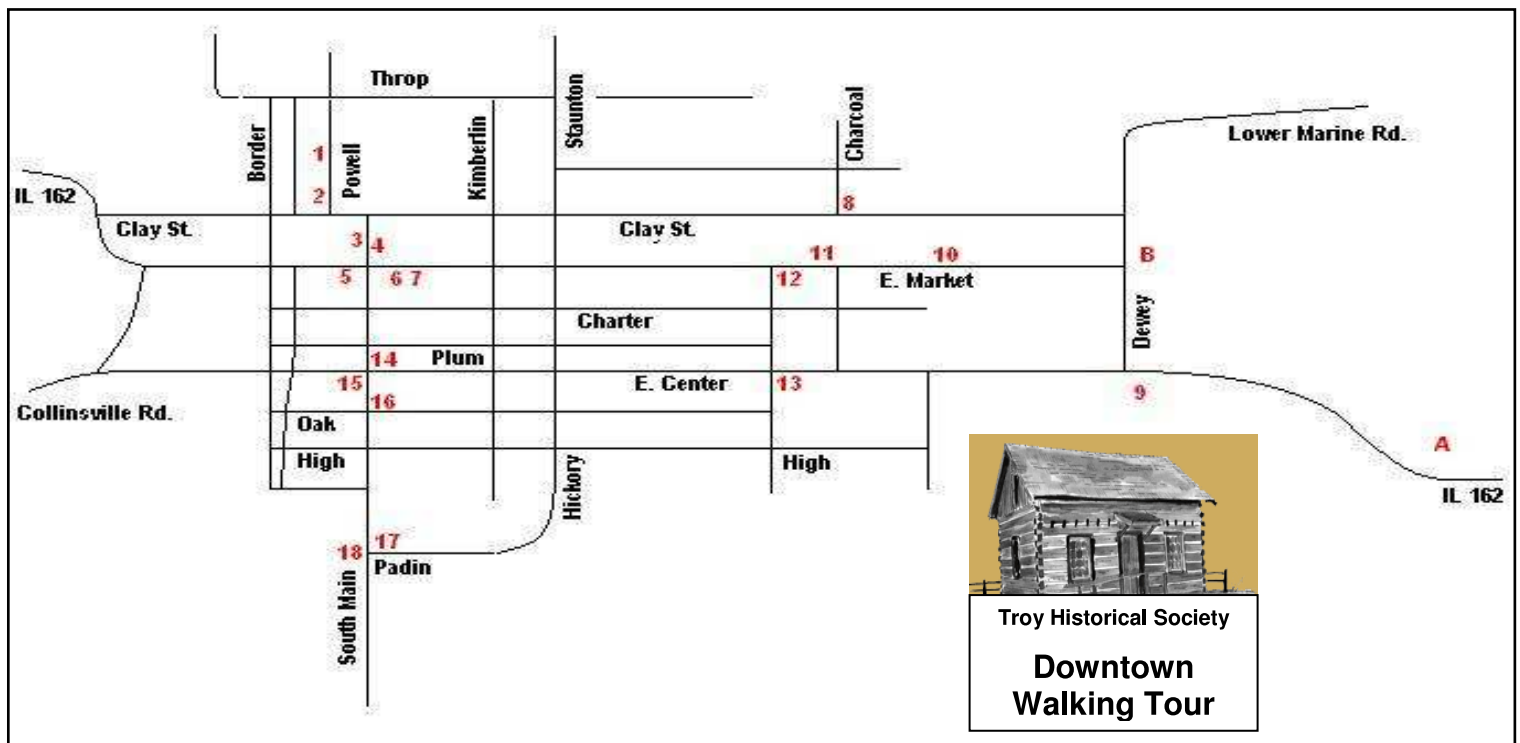 Throp
Border
Powell
Kimberlin
Staunton
Charcoal
Lower Marine Rd.
1
2
IL 162
8
Clay St.
Clay St.
3
4
11
10
B
5
6
7
12
E. Market
Dewey
Charter
14
Plum
15
E. Center
13
9
16
Collinsville Rd.
Oak
High
High
A
IL 162
Hickory
17
18
Padin
South Main
Troy Historical Society
Downtown
Walking Tour